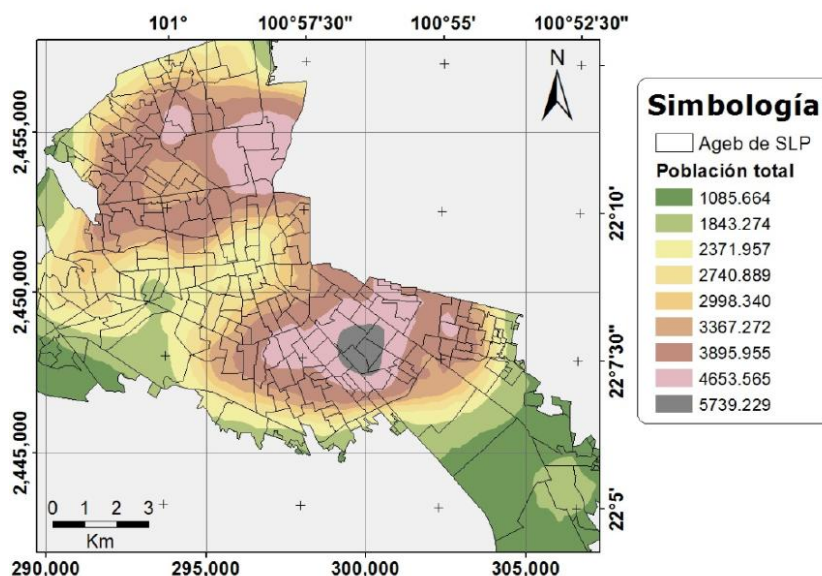 101° 100°57'30" 100°55' 100°52'30"
N
2,455,000
2,450,000
2,445,000
22°10'
22°7'30"
22°5'
0 1 2 3
Km
290,000 295,000 300,000 305,000
Simbología
Ageb de SLP
Población total
1085.664
1843.274
2371.957
2740.889
2998.340
3367.272
3895.955
4653.565
5739.229